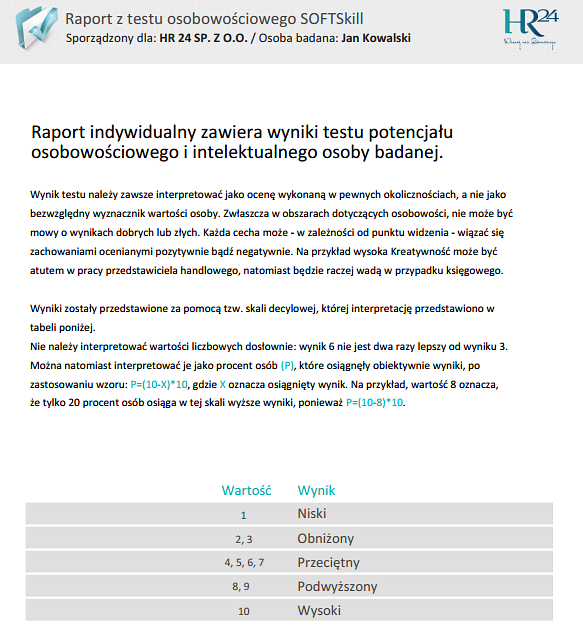 Raport z testu osobowościowego SOFTSkill
Sporządzony dla: HR 24 SP. Z O.O. / Osoba badana: Jan Kowalski
HR24
Raport indywidualny zawiera wyniki testu potencjału
osobowościowego i intelektualnego osoby badanej.
Wynik testu należy zawsze interpretować jako ocenę wykonaną w pewnych okolicznościach, a nie jako
bezwzględny wyznacznik wartości osoby. Zwłaszcza w obszarach dotyczących osobowości, nie może być
mowy o wynikach dobrych lub złych. Każda cecha może - w zależności od punktu widzenia - wiązać się
zachowaniami ocenianymi pozytywnie bądź negatywnie. Na przykład wysoka Kreatywność może być
atutem w pracy przedstawiciela handlowego, natomiast będzie raczej wadą w przypadku księgowego.
Wyniki zostały przedstawione za pomocą tzw. skali decylowej, której interpretację przedstawiono w
tabeli poniżej.
Nie należy interpretować wartości liczbowych dosłownie: wynik 6 nie jest dwa razy lepszy od wyniku 3.
Można natomiast interpretować je jako procent osób (P), które osiągnęły obiektywnie wyniki, po
zastosowaniu wzoru: P=(10-X)*10, gdzie X oznacza osiągnięty wynik. Na przykład, wartość 8 oznacza,
że tylko 20 procent osób osiąga w tej skali wyższe wyniki, ponieważ P=(10-8)*10.
Wartość Wynik
1 Niski
2, 3 Obniżony
4, 5, 6, 7 Przeciętny
8, 9 Podwyższony
10 Wysoki